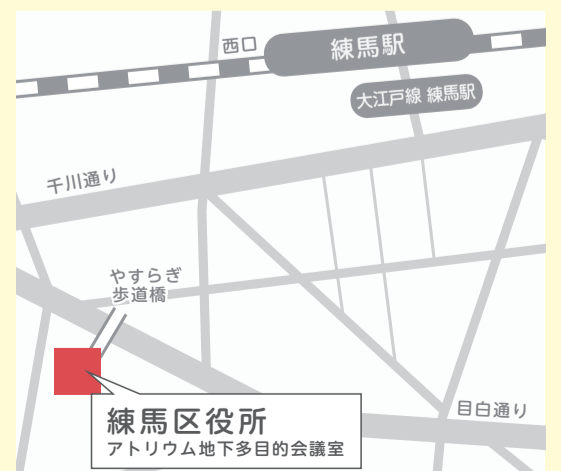 西口
練馬駅
大江戸線 練馬駅
千川通り
やすらぎ
歩道橋
目白通り
練馬区役所
アトリウム地下多目的会議室